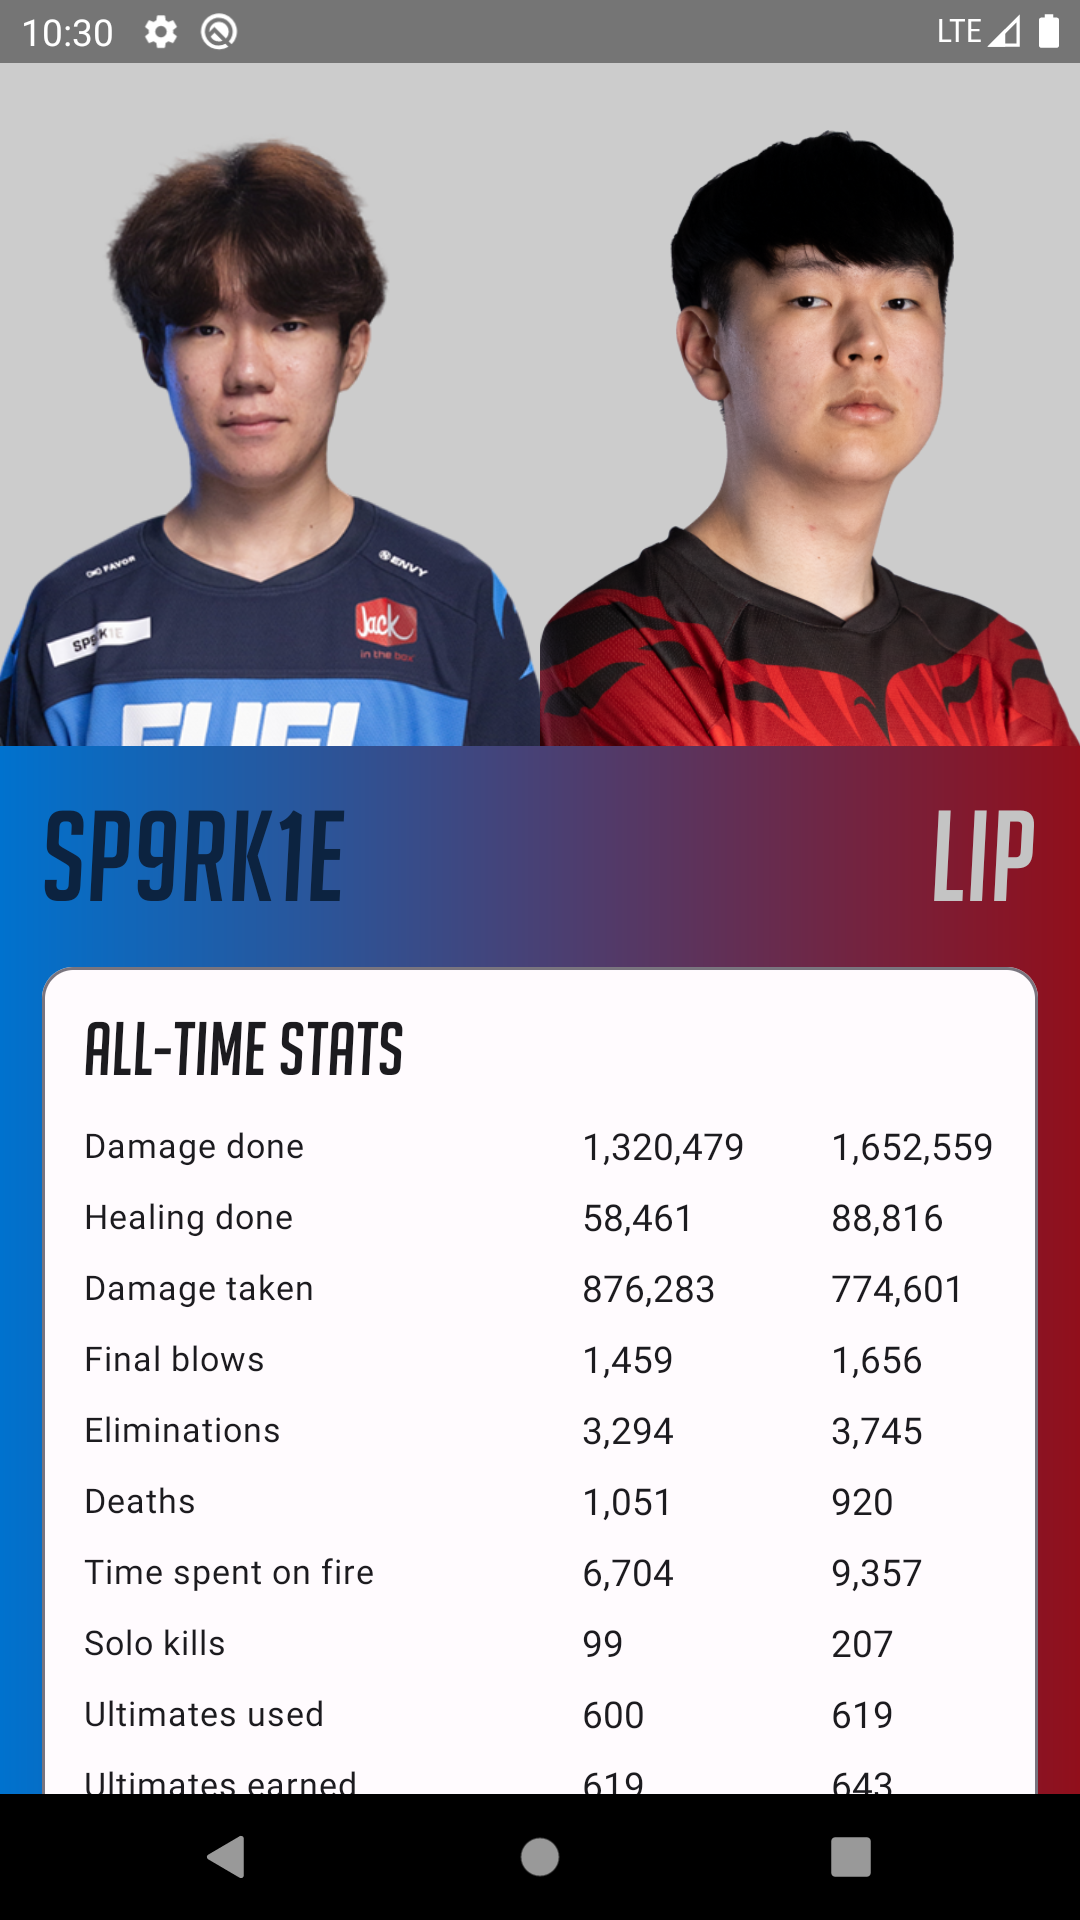 10:30
LTE
FAVOR
ENVY
SP9RK1E
Jack
in the box
FUEL
SP9RK1E
LIP
ALL-TIME STATS
Damage done 1,320,479 1,652,559
Healing done 58,461 88,816
Damage taken 876,283 774,601
Final blows 1,459 1,656
Eliminations 3,294 3,745
Deaths 1,051 920
Time spent on fire 6,704 9,357
Solo kills 99 207
Ultimates used 600 619
Ultimates earned 619 643